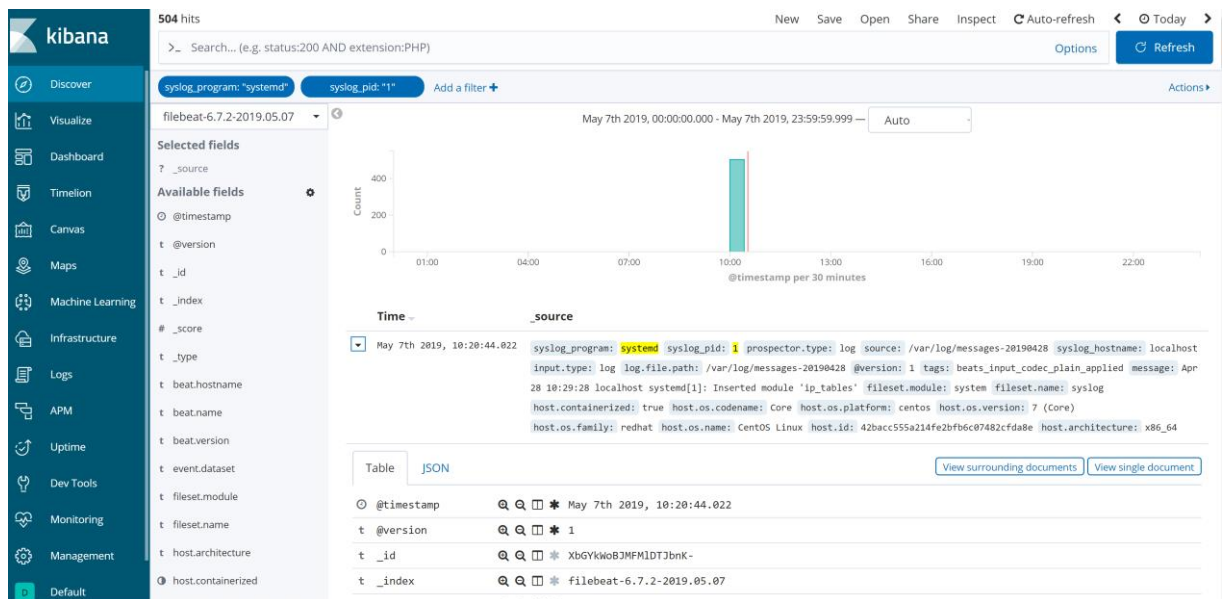 504 hits
New Save Open Share Inspect Auto-refresh Today
kibana
>_ Search... (e.g. status:200 AND extension:PHP)
Options
Refresh
Discover
Visualize
Dashboard
Timelion
Canvas
Maps
Machine Learning
Infrastructure
Logs
APM
Uptime
Dev Tools
Monitoring
Management
D Default
syslog_program: "systemd" syslog_pid: "1" Add a filter +
Actions
filebeat-6.7.2-2019.05.07
Selected fields
? _source
Available fields
@timestamp
t @version
t _id
t _index
# _score
t _type
t beat.hostname
t beat.name
t beat.version
t event.dataset
t fileset.module
t fileset.name
t host.architecture
host.containerized
May 7th 2019, 00:00:00.000 - May 7th 2019, 23:59:59.999 — Auto
Count
400
200
0
01:00 04:00 07:00 10:00 13:00 16:00 19:00 22:00
@timestamp per 30 minutes
Time _source
May 7th 2019, 10:20:44.022
syslog_program: systemd syslog_pid: 1 prospector.type: log source: /var/log/messages-20190428 syslog_hostname: localhost
input.type: log log.file.path: /var/log/messages-20190428 @version: 1 tags: beats_input_codec_plain_applied message: Apr
28 10:29:28 localhost systemd[1]: Inserted module 'ip_tables' fileset.module: system fileset.name: syslog
host.containerized: true host.os.codename: Core host.os.platform: centos host.os.version: 7 (Core)
host.os.family: redhat host.os.name: CentOS Linux host.id: 42bacc555a214fe2bfb6c07482cfda8e host.architecture: x86_64
Table JSON
View surrounding documents View single document
@timestamp May 7th 2019, 10:20:44.022
t @version 1
t _id XbGYkWoBJMFMlDTJbnK-
t _index filebeat-6.7.2-2019.05.07